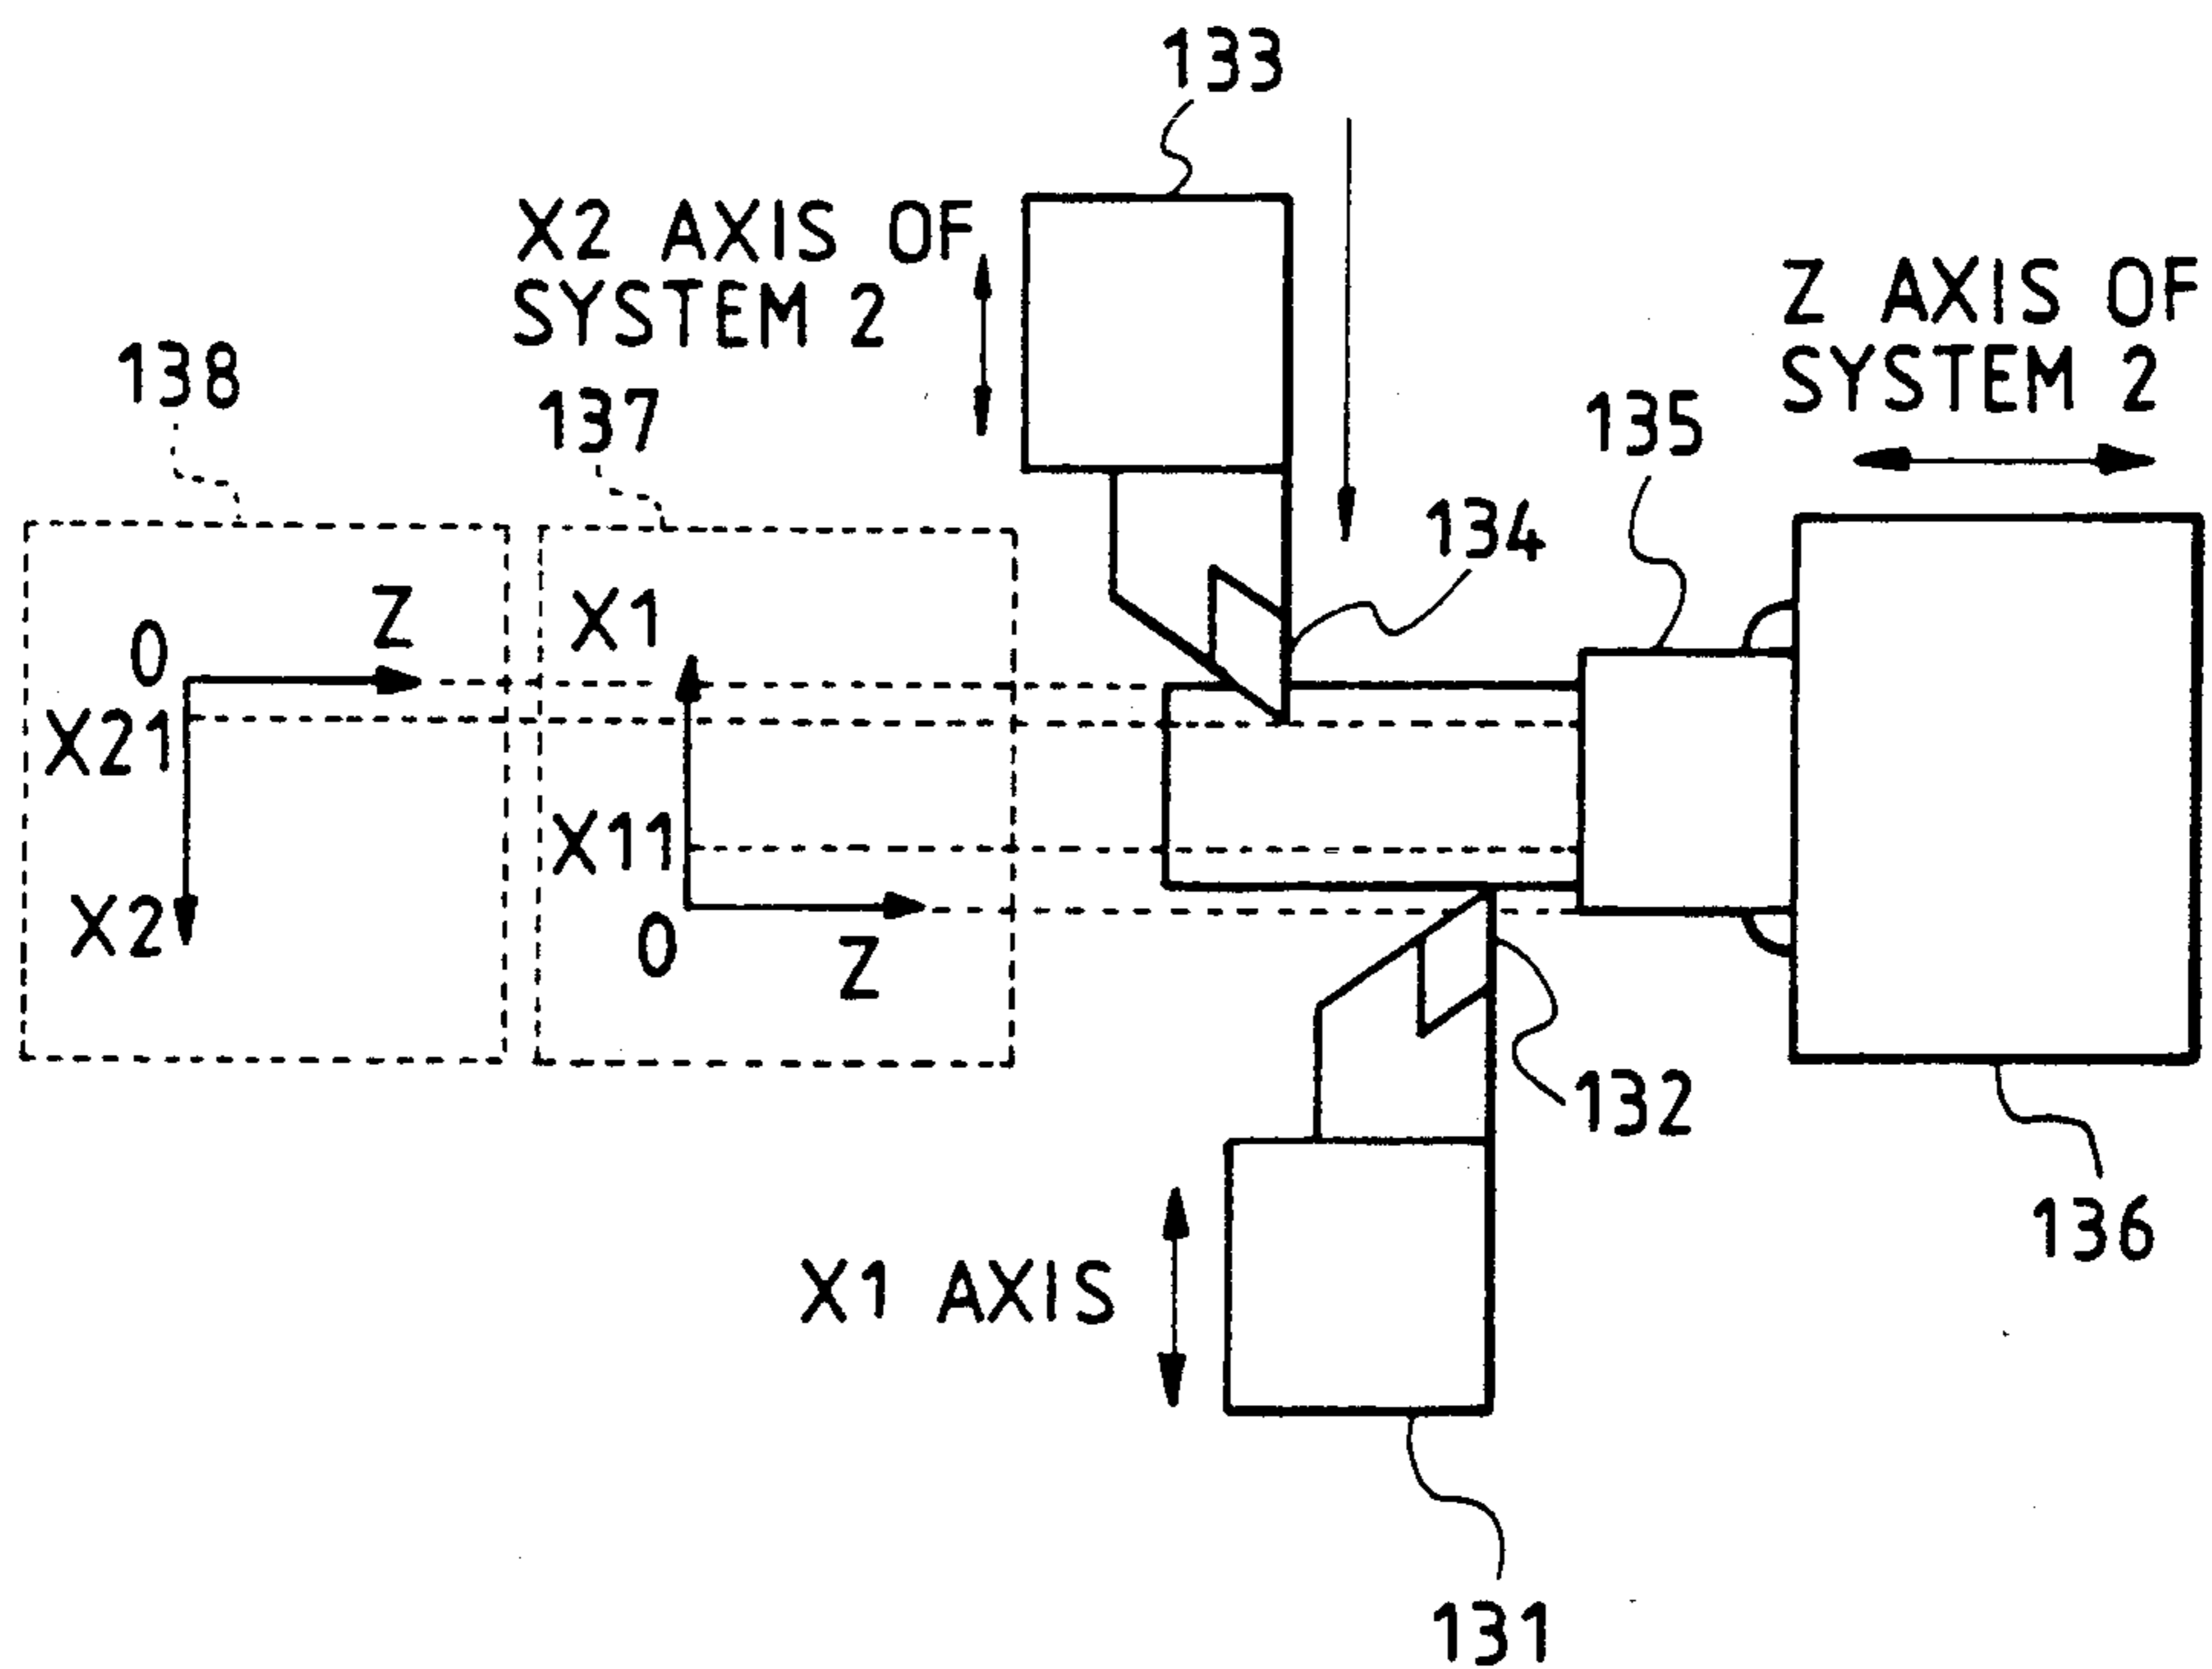 133
X2 AXIS OF
SYSTEM 2
Z AXIS OF
SYSTEM 2
138
137
135
134
Z
0
X1
X21
X11
X2
0
Z
132
136
X1 AXIS
131